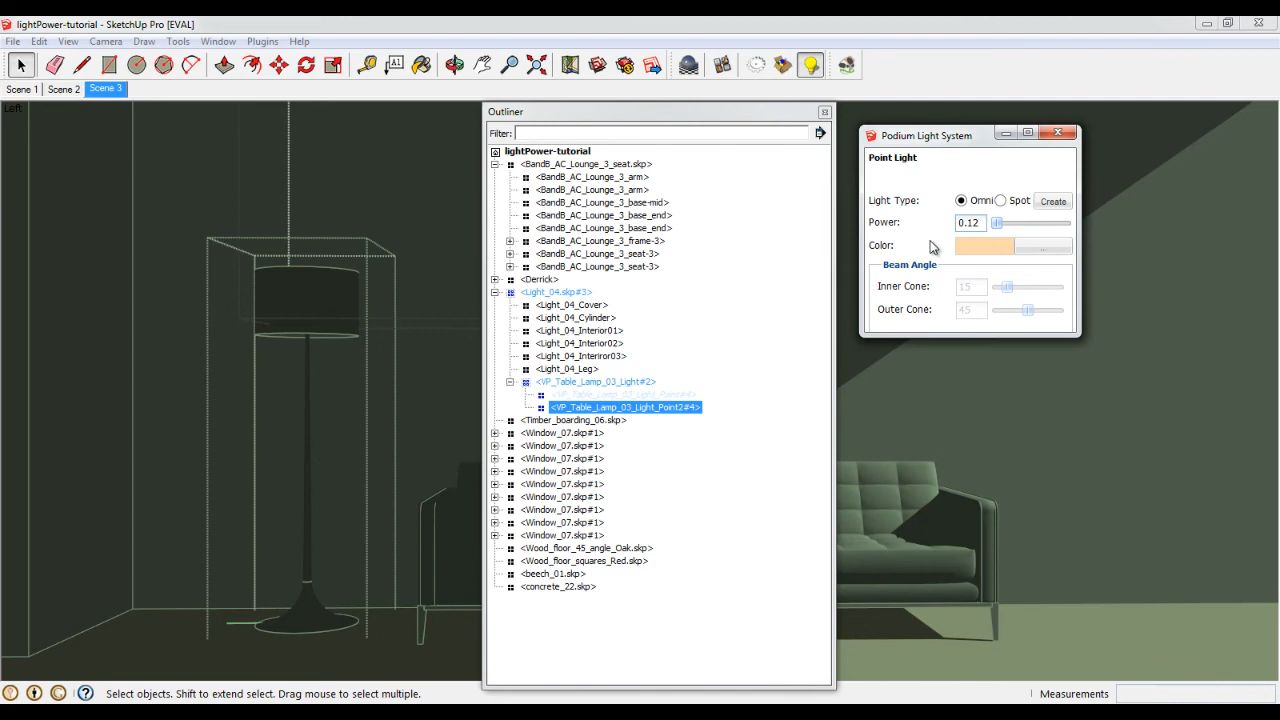 lightPower-tutorial - SketchUp Pro [EVAL]
File Edit View Camera Draw Tools Window Plugins Help
A1
Scene 1 Scene 2 Scene 3
Left
Outliner
Filter:
lightPower-tutorial
<BandB_AC_Lounge_3_seat.skp>
<BandB_AC_Lounge_3_arm>
<BandB_AC_Lounge_3_arm>
<BandB_AC_Lounge_3_base-mid>
<BandB_AC_Lounge_3_base_end>
<BandB_AC_Lounge_3_base_end>
<BandB_AC_Lounge_3_frame-3>
<BandB_AC_Lounge_3_seat-3>
<BandB_AC_Lounge_3_seat-3>
<Derrick>
<Light_04.skp#3>
<Light_04_Cover>
<Light_04_Cylinder>
<Light_04_Interior01>
<Light_04_Interior02>
<Light_04_Interiror03>
<Light_04_Leg>
<VP_Table_Lamp_03_Light#2>
<VP_Table_Lamp_03_Light_Point#4>
<VP_Table_Lamp_03_Light_Point2#4>
<Timber_boarding_06.skp>
<Window_07.skp#1>
<Window_07.skp#1>
<Window_07.skp#1>
<Window_07.skp#1>
<Window_07.skp#1>
<Window_07.skp#1>
<Window_07.skp#1>
<Window_07.skp#1>
<Window_07.skp#1>
<Wood_floor_45_angle_Oak.skp>
<Wood_floor_squares_Red.skp>
<beech_01.skp>
<concrete_22.skp>
Podium Light System
Point Light
Light Type: Omni Spot Create
Power: 0.12
Color: ...
Beam Angle
Inner Cone: 15
Outer Cone: 45
Select objects. Shift to extend select. Drag mouse to select multiple.
Measurements